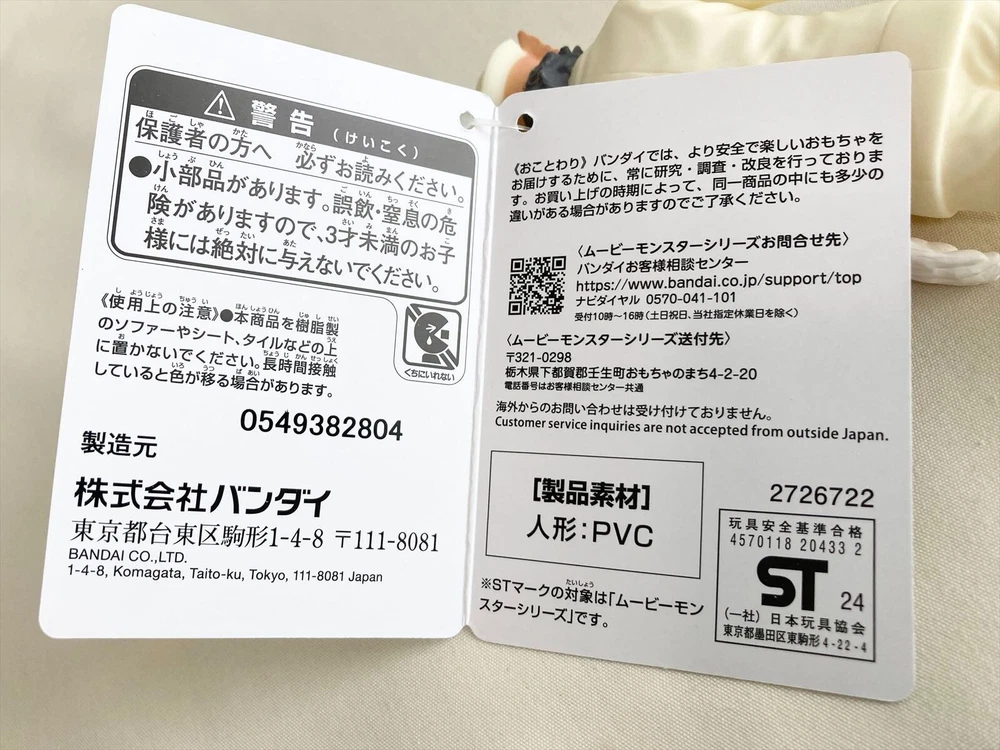 警告(けいこく)
保護者の方へ 必ずお読みください。
●小部品があります。誤飲・窒息の危
険がありますので、3才未満のお子
様には絶対に与えないでください。
《使用上の注意》●本商品を樹脂製
のソファーやシート、タイルなどの上
に置かないでください。長時間接触
していると色が移る場合があります。
くちにいれない
0549382804
製造元
株式会社バンダイ
東京都台東区駒形1-4-8 〒111-8081
BANDAI CO.,LTD.
1-4-8, Komagata, Taito-ku, Tokyo, 111-8081 Japan
《おことわり》バンダイでは、より安全で楽しいおもちゃを
お届けするために、常に研究・調査・改良を行っておりま
す。お買い上げの時期によって、同一商品の中にも多少の
違いがある場合がありますのでご了承ください。
〈ムービーモンスターシリーズお問合せ先〉
バンダイお客様相談センター
https://www.bandai.co.jp/support/top
ナビダイヤル 0570-041-101
受付10時~16時(土日祝日、当社指定休業日を除く)
〈ムービーモンスターシリーズ送付先〉
〒321-0298
栃木県下都賀郡壬生町おもちゃのまち4-2-20
電話番号はお客様相談センター共通
海外からのお問い合わせは受け付けておりません。
Customer service inquiries are not accepted from outside Japan.
[製品素材]
人形:PVC
※STマークの対象は「ムービーモン
スターシリーズ」です。
2726722
玩具安全基準合格
4570118 20433 2
ST 24
(一社)日本玩具協会
東京都墨田区東駒形4-22-4